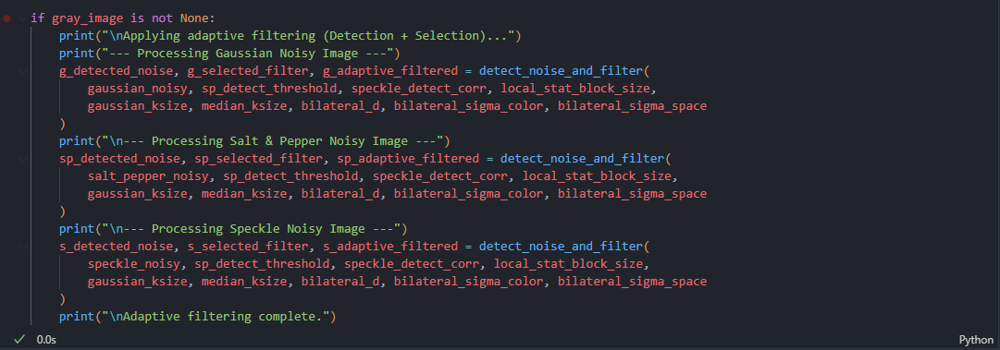 if gray_image is not None:
    print("\nApplying adaptive filtering (Detection + Selection)...")
    print("--- Processing Gaussian Noisy Image ---")
    g_detected_noise, g_selected_filter, g_adaptive_filtered = detect_noise_and_filter(
        gaussian_noisy, sp_detect_threshold, speckle_detect_corr, local_stat_block_size,
        gaussian_ksize, median_ksize, bilateral_d, bilateral_sigma_color, bilateral_sigma_space
    )
    print("\n--- Processing Salt & Pepper Noisy Image ---")
    sp_detected_noise, sp_selected_filter, sp_adaptive_filtered = detect_noise_and_filter(
        salt_pepper_noisy, sp_detect_threshold, speckle_detect_corr, local_stat_block_size,
        gaussian_ksize, median_ksize, bilateral_d, bilateral_sigma_color, bilateral_sigma_space
    )
    print("\n--- Processing Speckle Noisy Image ---")
    s_detected_noise, s_selected_filter, s_adaptive_filtered = detect_noise_and_filter(
        speckle_noisy, sp_detect_threshold, speckle_detect_corr, local_stat_block_size,
        gaussian_ksize, median_ksize, bilateral_d, bilateral_sigma_color, bilateral_sigma_space
    )
    print("\nAdaptive filtering complete.")
0.0s Python